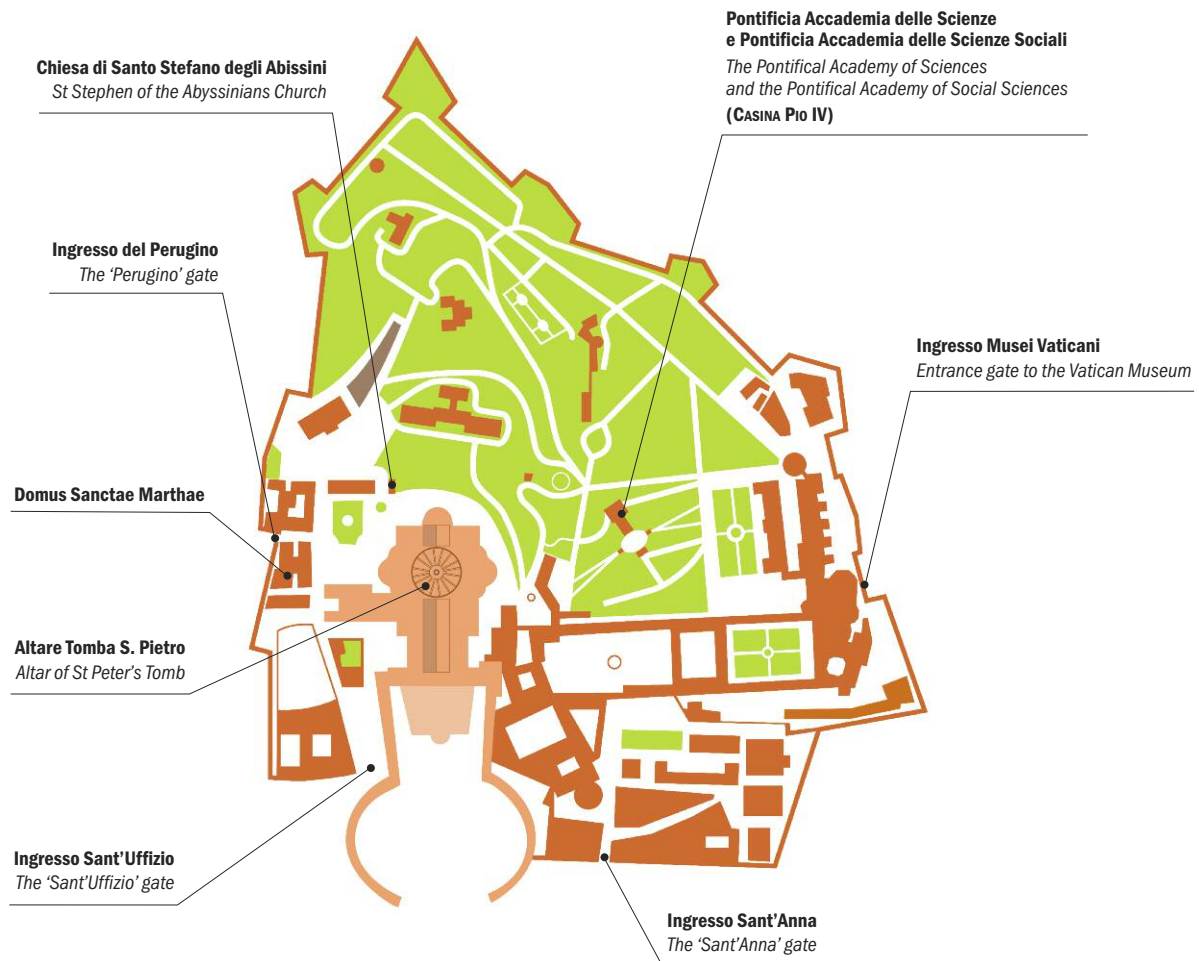 Pontificia Accademia delle Scienze
e Pontificia Accademia delle Scienze Sociali
The Pontifical Academy of Sciences
and the Pontifical Academy of Social Sciences
(CASINA PIO IV)
Chiesa di Santo Stefano degli Abissini
St Stephen of the Abyssinians Church
Ingresso del Perugino
The ‘Perugino’ gate
Ingresso Musei Vaticani
Entrance gate to the Vatican Museum
Domus Sanctae Marthae
Altare Tomba S. Pietro
Altar of St Peter’s Tomb
Ingresso Sant’Uffizio
The ‘Sant’Uffizio’ gate
Ingresso Sant’Anna
The ‘Sant’Anna’ gate